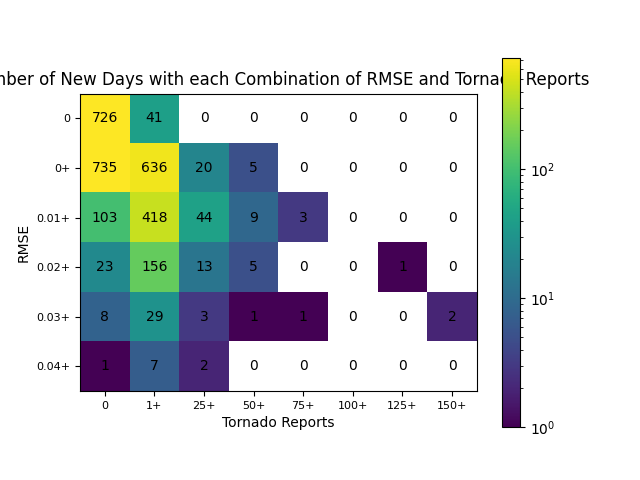 mber of New Days with each Combination of RMSE and Tornado Reports
0 726 41 0 0 0 0 0 0
0+ 735 636 20 5 0 0 0 0
0.01+ 103 418 44 9 3 0 0 0
0.02+ 23 156 13 5 0 0 1 0
0.03+ 8 29 3 1 1 0 0 2
0.04+ 1 7 2 0 0 0 0 0
0 1+ 25+ 50+ 75+ 100+ 125+ 150+
Tornado Reports
RMSE
10²
10¹
10⁰